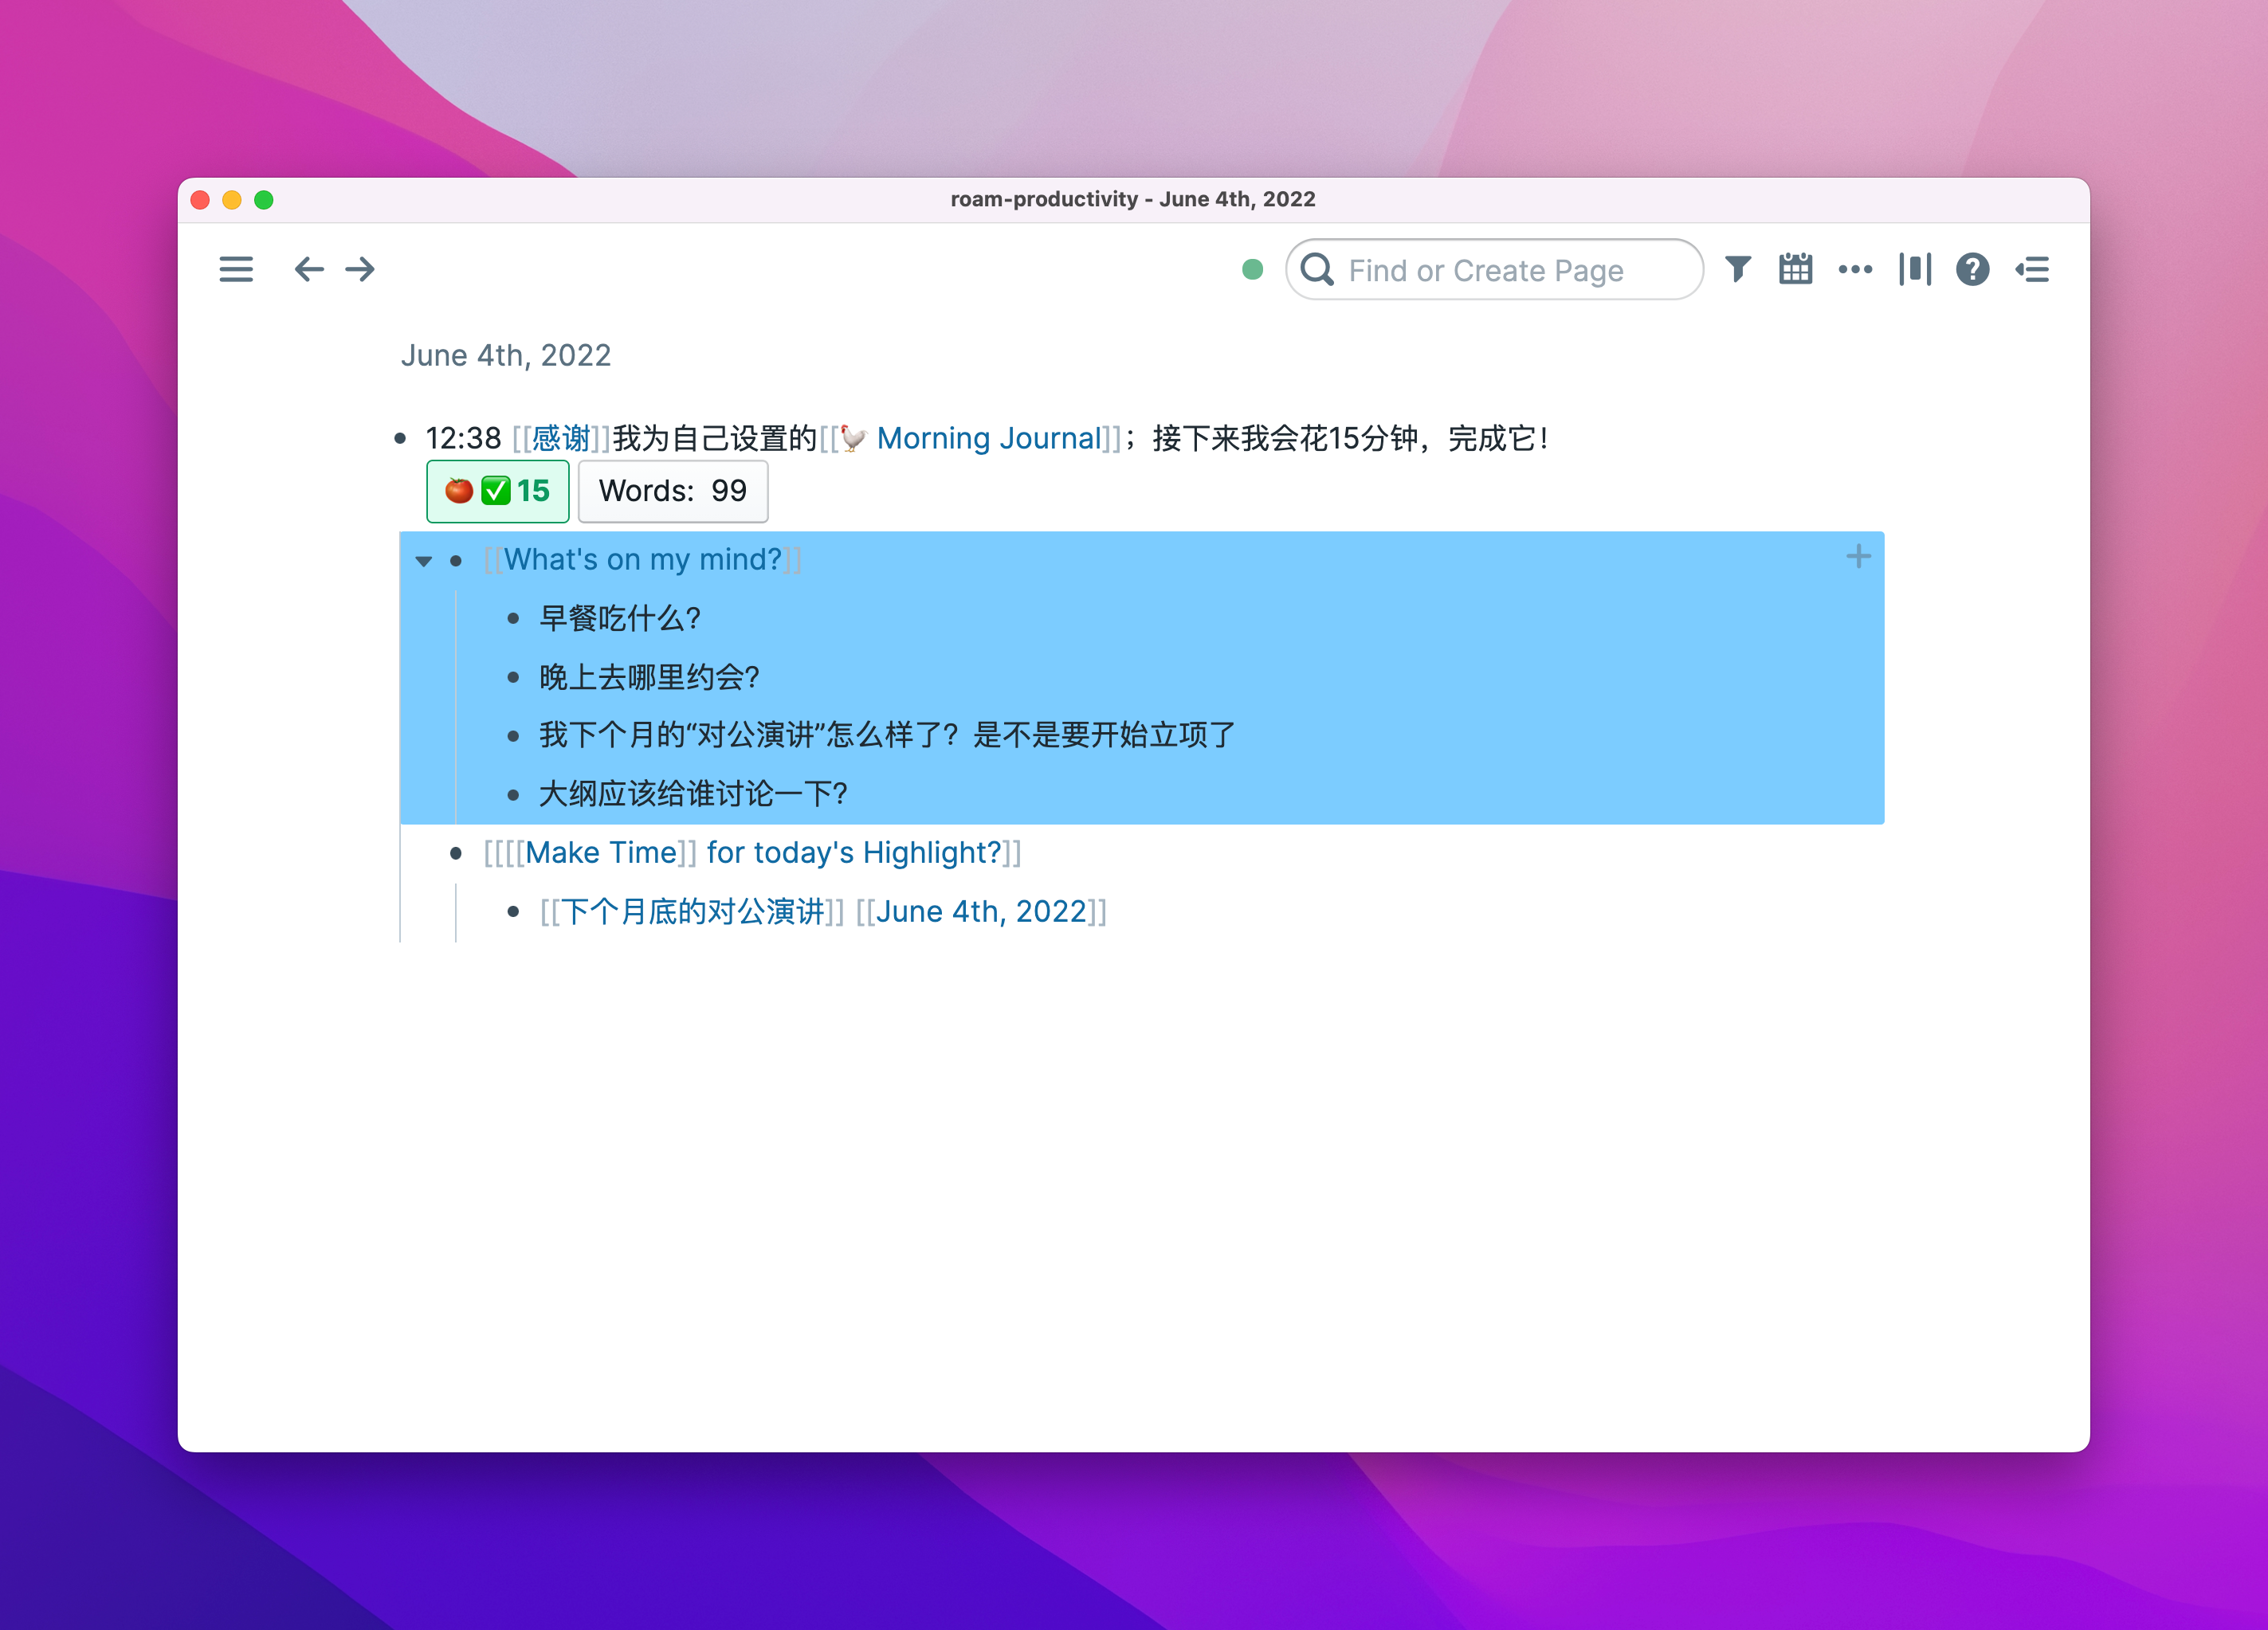 roam-productivity - June 4th, 2022
Find or Create Page
June 4th, 2022
12:38 [[感谢]]我为自己设置的[[🐓 Morning Journal]]；接下来我会花15分钟，完成它！
🍅 ✅ 15 Words: 99
[[What's on my mind?]]
早餐吃什么？
晚上去哪里约会？
我下个月的“对公演讲”怎么样了？是不是要开始立项了
大纲应该给谁讨论一下？
[[[[Make Time]] for today's Highlight?]]
[[下个月底的对公演讲]] [[June 4th, 2022]]